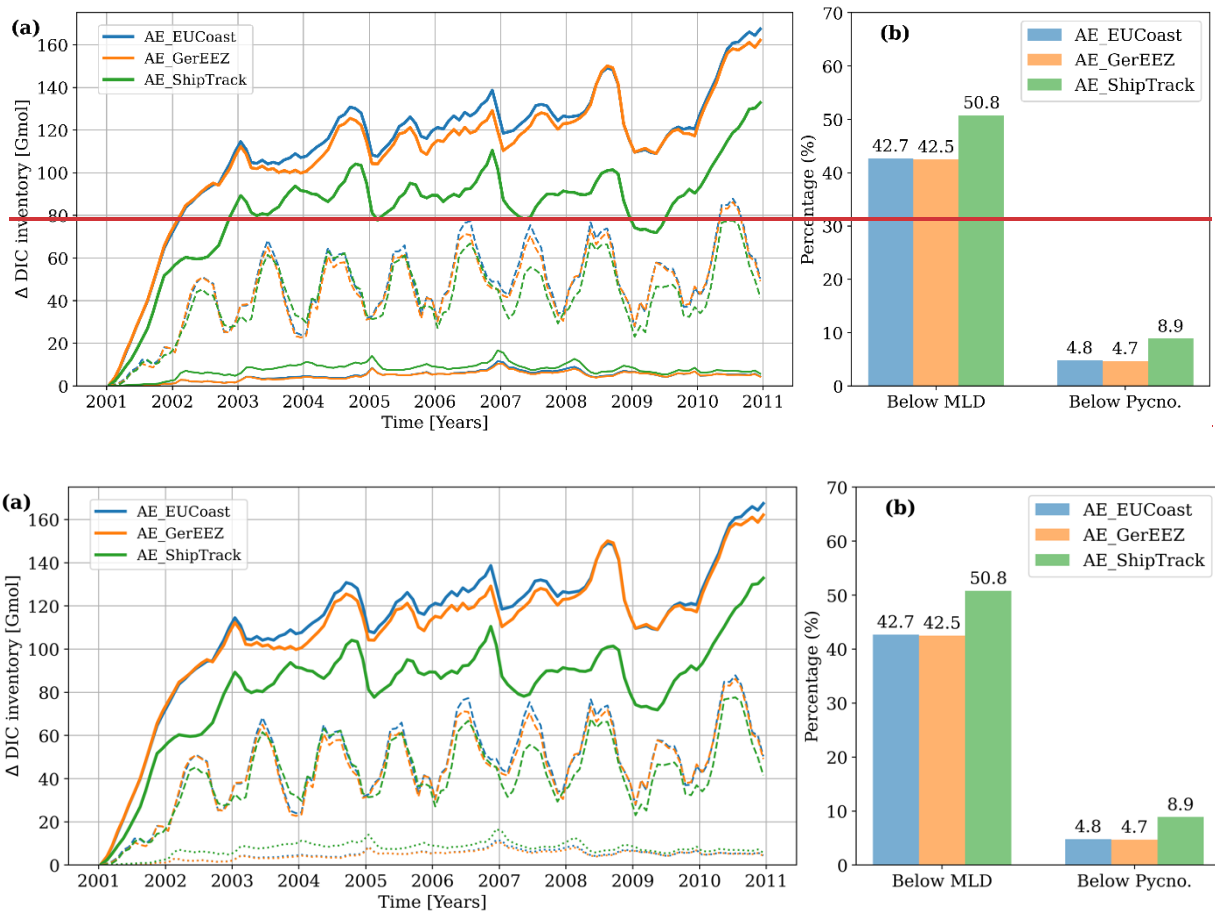 (a)
AE_EUCoast
AE_GerEEZ
AE_ShipTrack
Δ DIC inventory [Gmol]
160
140
120
100
80
60
40
20
0
2001 2002 2003 2004 2005 2006 2007 2008 2009 2010 2011
Time [Years]
(b)
AE_EUCoast
AE_GerEEZ
AE_ShipTrack
Percentage (%)
70
60
50
40
30
20
10
0
42.7 42.5 50.8
4.8 4.7 8.9
Below MLD Below Pycno.
(a)
AE_EUCoast
AE_GerEEZ
AE_ShipTrack
Δ DIC inventory [Gmol]
160
140
120
100
80
60
40
20
0
2001 2002 2003 2004 2005 2006 2007 2008 2009 2010 2011
Time [Years]
(b)
AE_EUCoast
AE_GerEEZ
AE_ShipTrack
Percentage (%)
70
60
50
40
30
20
10
0
42.7 42.5 50.8
4.8 4.7 8.9
Below MLD Below Pycno.